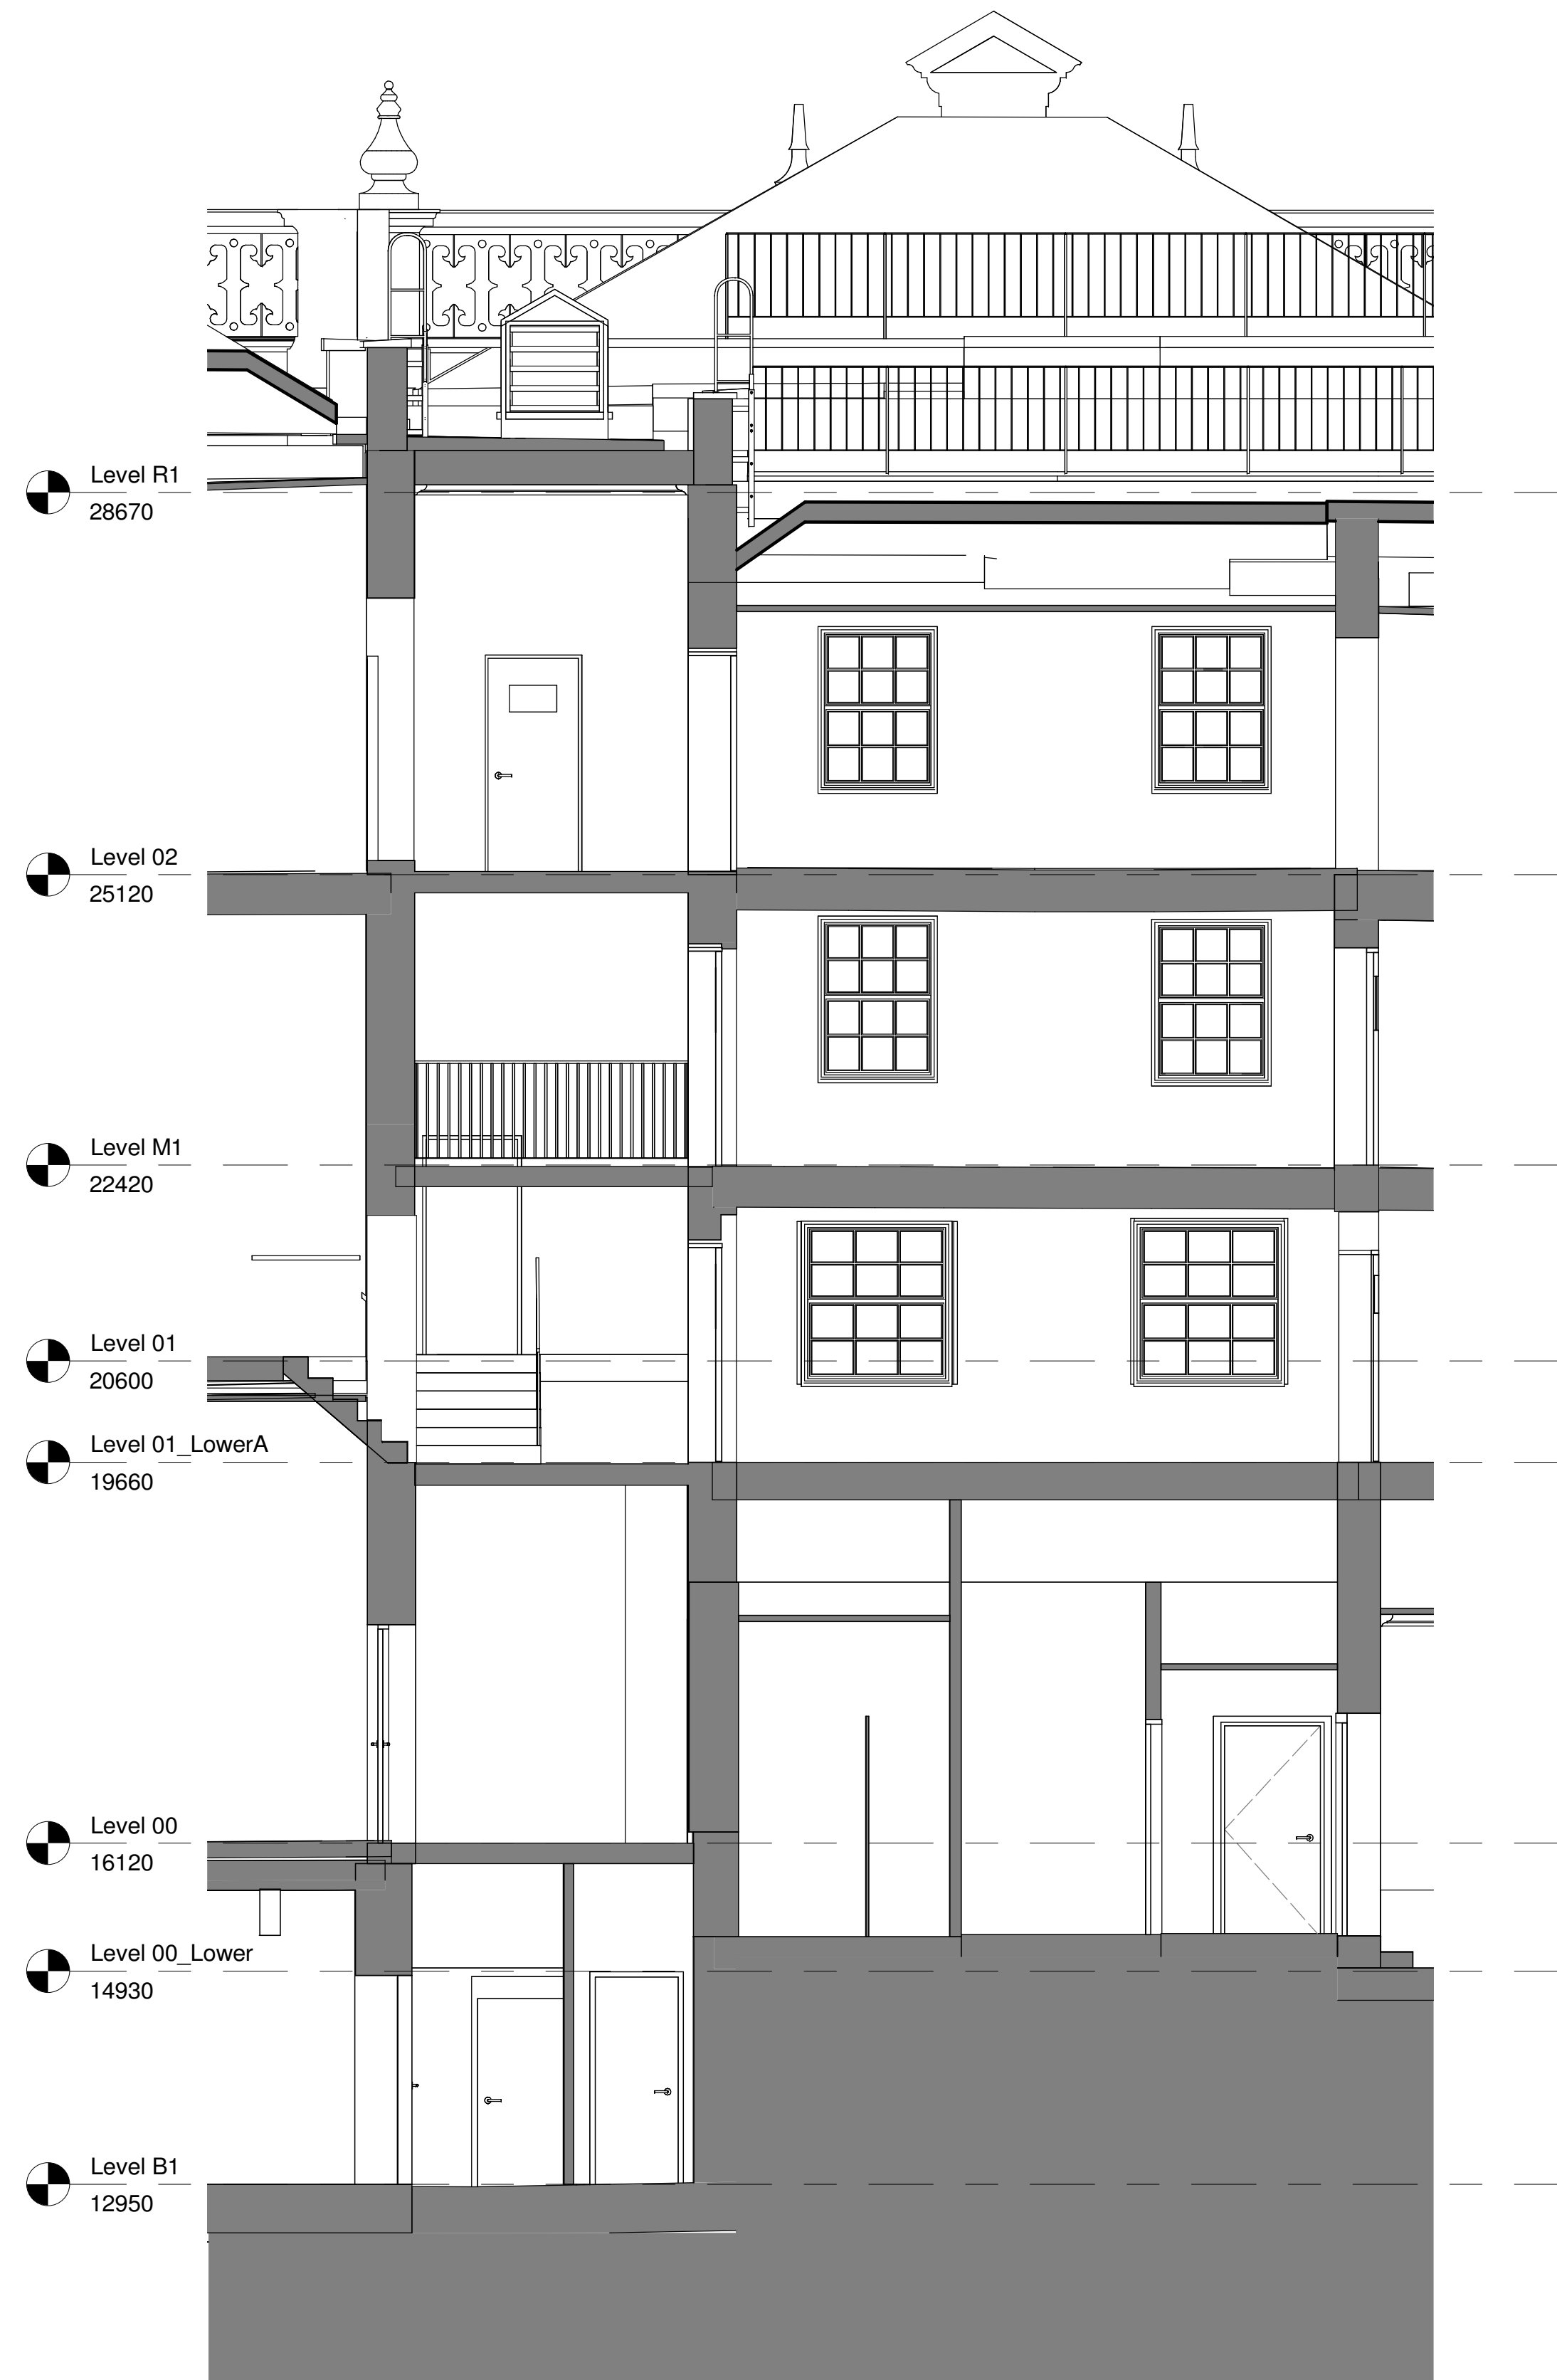 Level R1
28670
Level 02
25120
Level M1
22420
Level 01
20600
Level 01_LowerA
19660
Level 00
16120
Level 00_Lower
14930
Level B1
12950